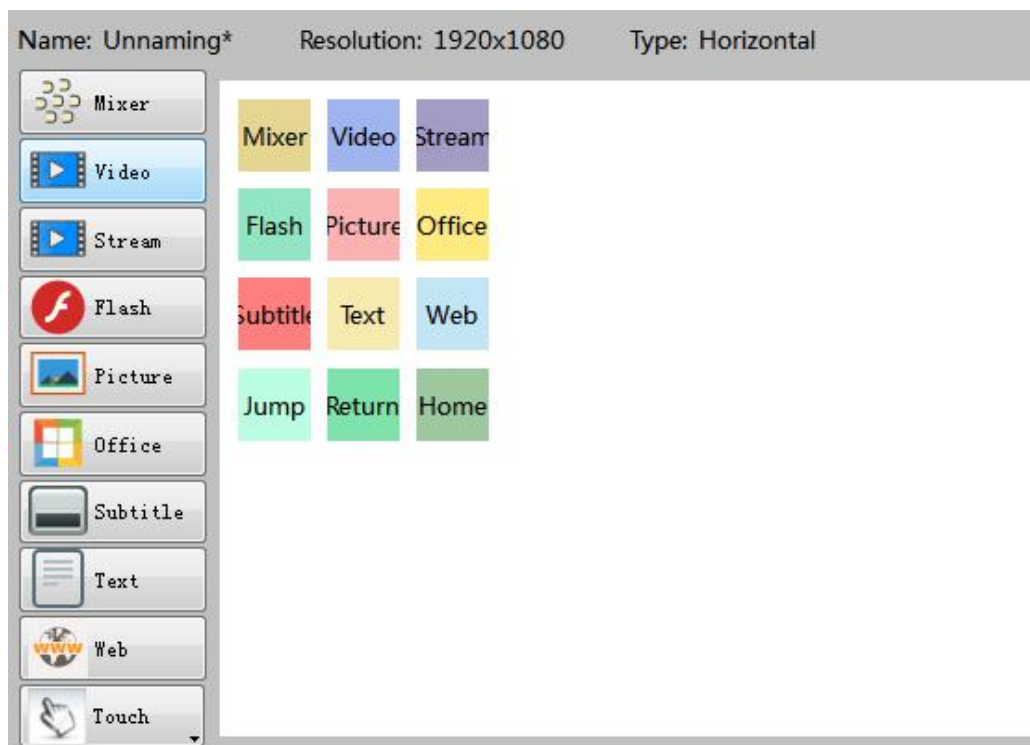 Name: Unnaming* Resolution: 1920x1080 Type: Horizontal
Mixer
Video
Stream
Flash
Picture
Office
Subtitle
Text
Web
Touch
Mixer Video Stream
Flash Picture Office
Subtitle Text Web
Jump Return Home